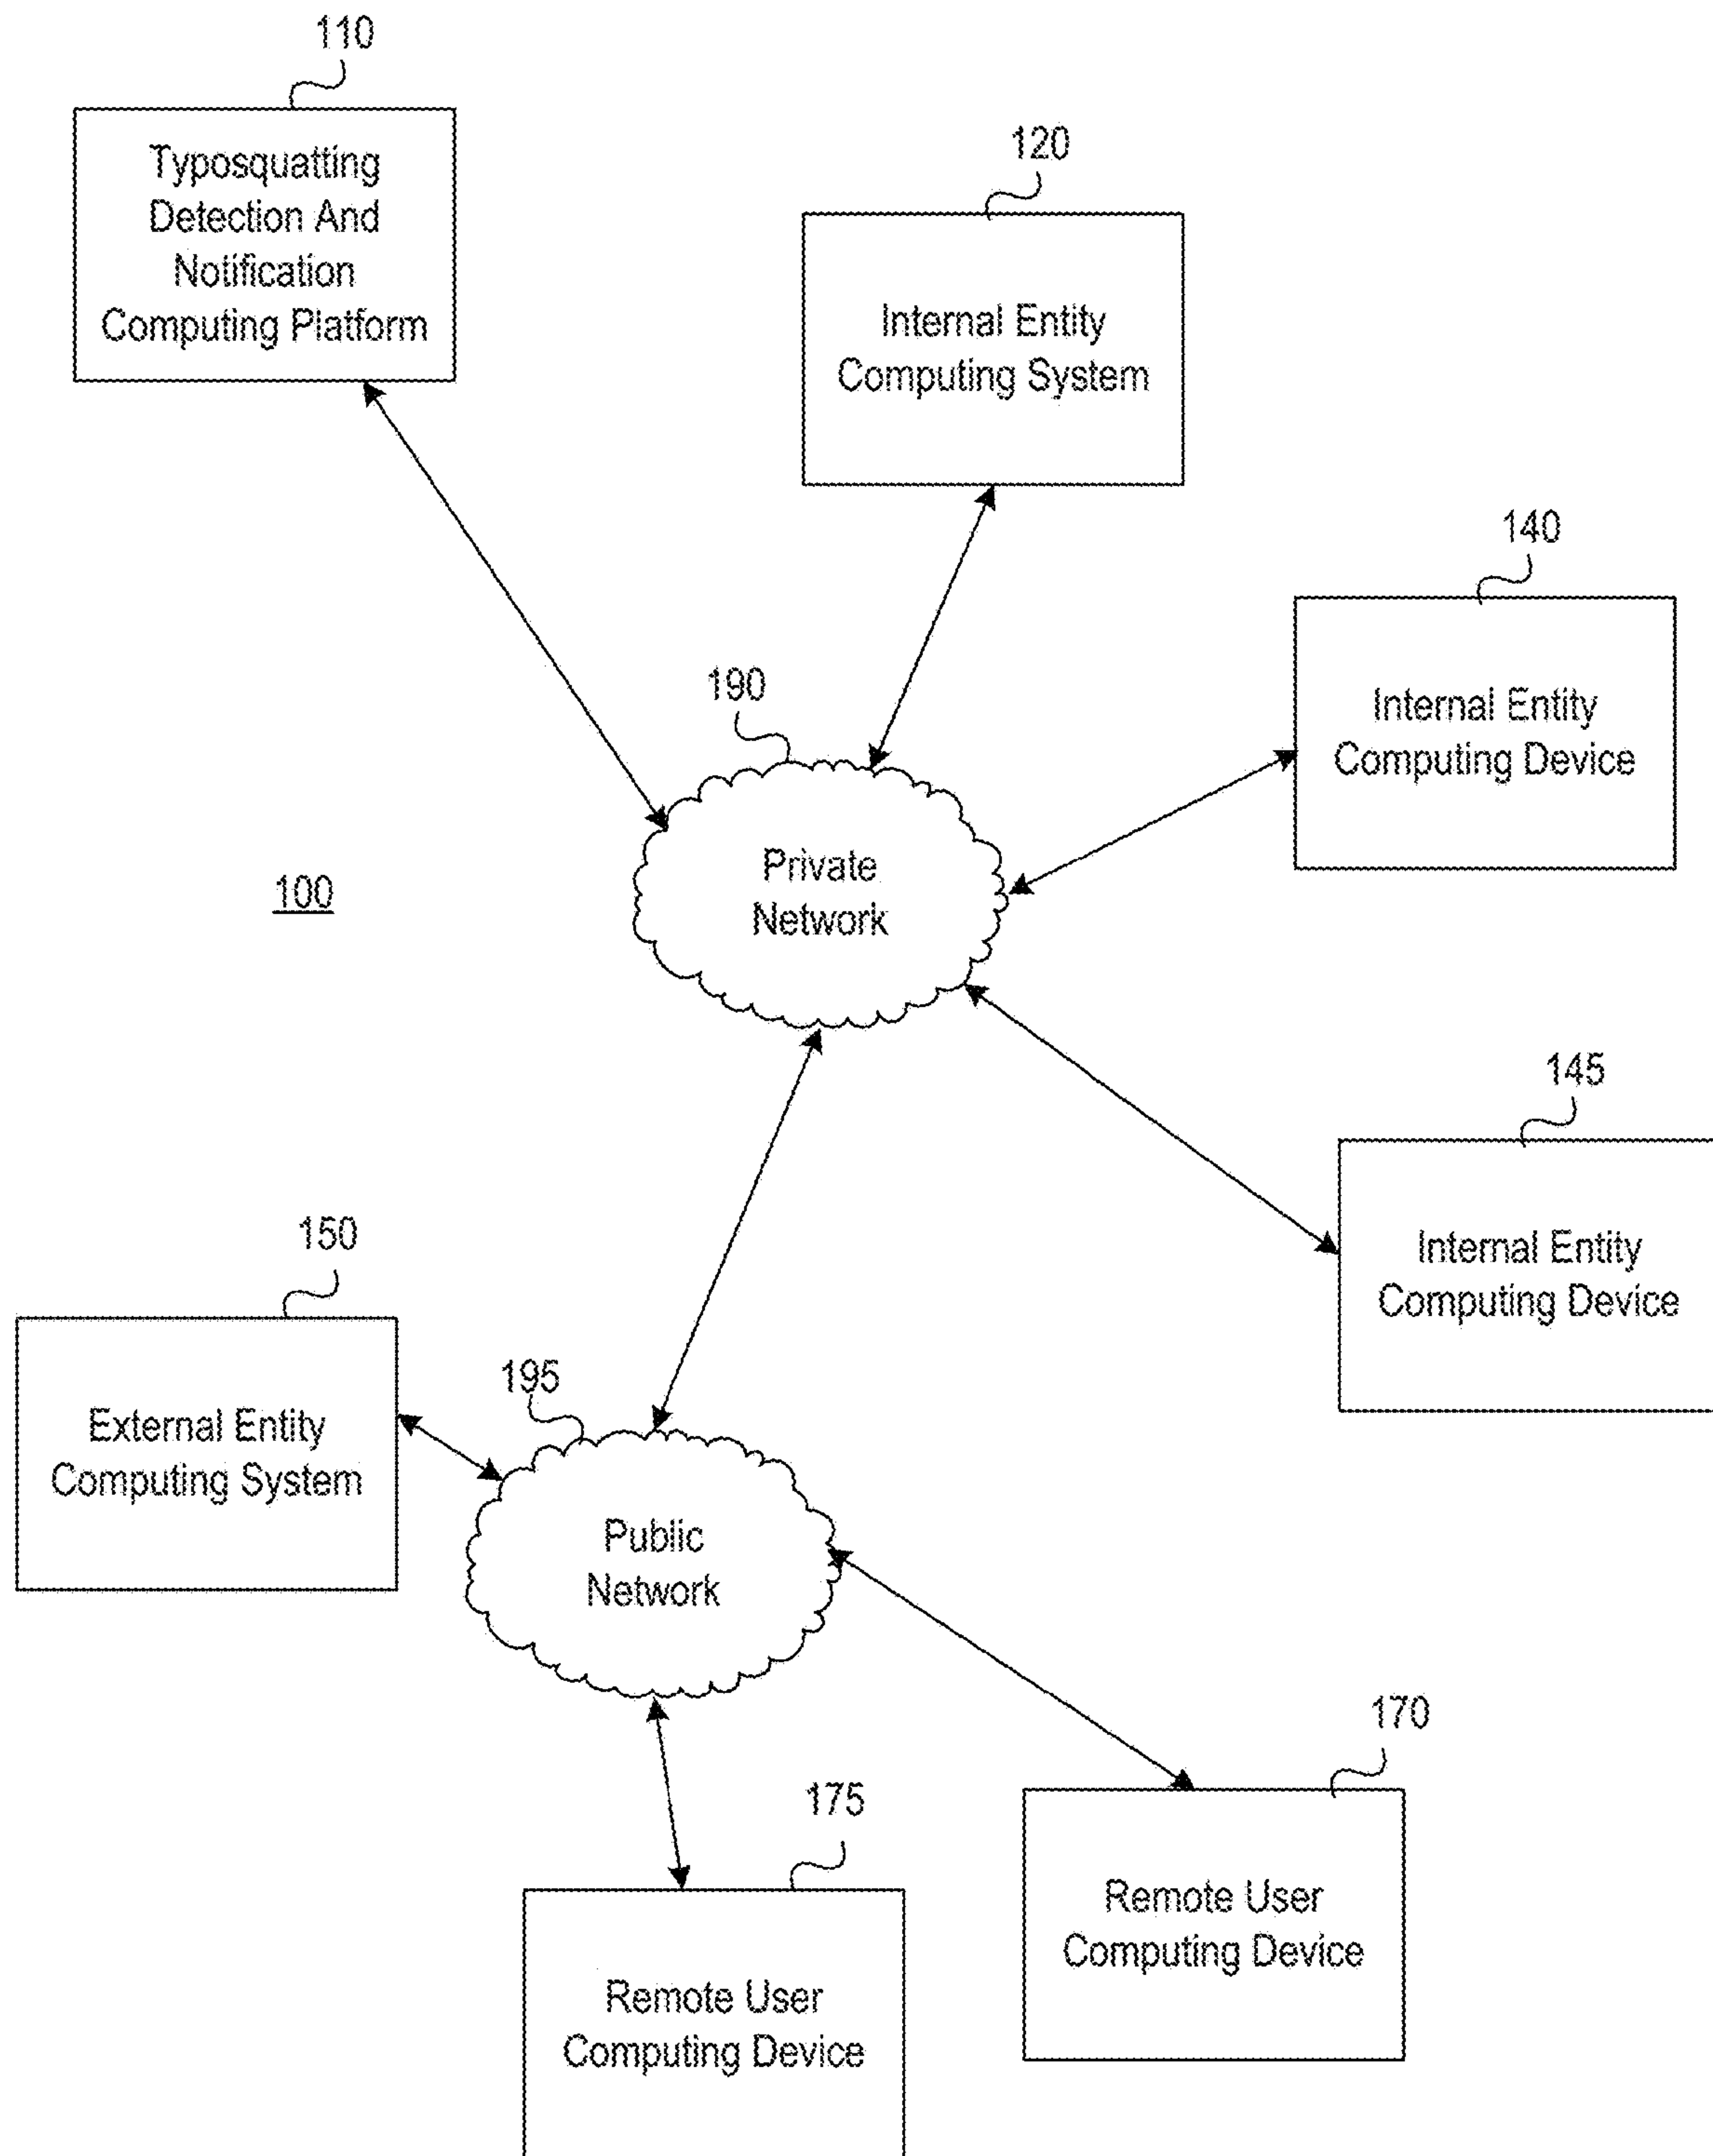 110
Typosquatting
Detection And
Notification
Computing Platform
120
Internal Entity
Computing System
140
Internal Entity
Computing Device
190
Private
Network
100
145
Internal Entity
Computing Device
150
External Entity
Computing System
195
Public
Network
170
Remote User
Computing Device
175
Remote User
Computing Device